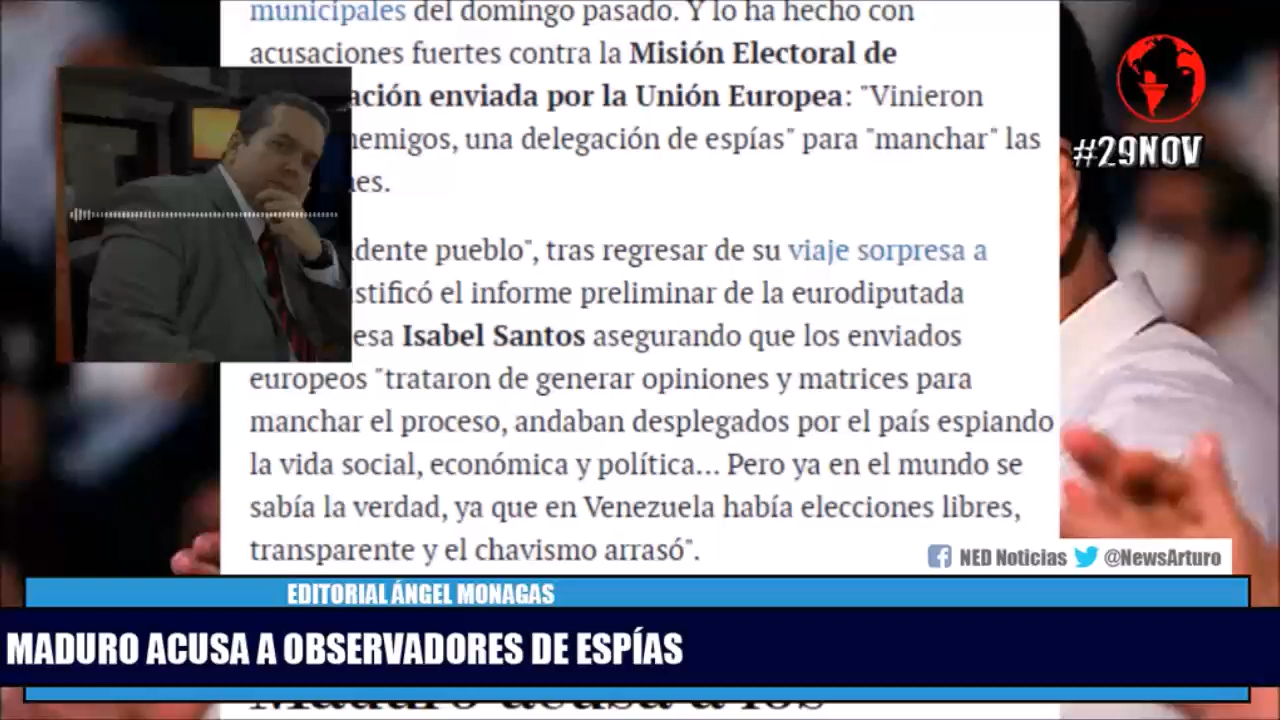 municipales del domingo pasado. Y lo ha hecho con
acusaciones fuertes contra la Misión Electoral de
ación enviada por la Unión Europea: "Vinieron
nemigos, una delegación de espías" para "manchar" las
nes.
dente pueblo", tras regresar de su viaje sorpresa a
stificó el informe preliminar de la eurodiputada
esa Isabel Santos asegurando que los enviados
europeos "trataron de generar opiniones y matrices para
manchar el proceso, andaban desplegados por el país espiando
la vida social, económica y política... Pero ya en el mundo se
sabía la verdad, ya que en Venezuela había elecciones libres,
transparente y el chavismo arrasó".
#29NOV
NED Noticias @NewsArturo
EDITORIAL ÁNGEL MONAGAS
MADURO ACUSA A OBSERVADORES DE ESPÍAS
Maduro acusa a los